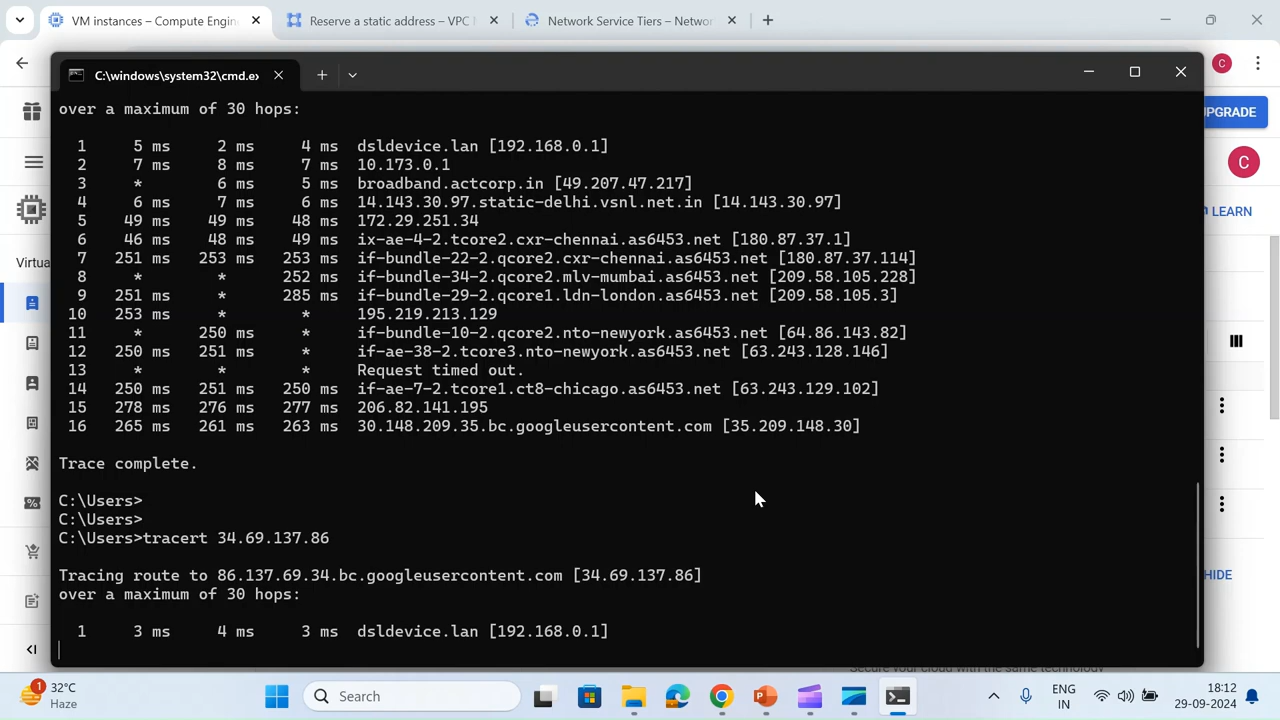 VM instances – Compute Engin
Reserve a static address – VPC
Network Service Tiers – Networ
C
UPGRADE
C
LEARN
Virtua
HIDE
Secure your cloud with the same technology
C:\windows\system32\cmd.ex
over a maximum of 30 hops:
1 5 ms 2 ms 4 ms dsldevice.lan [192.168.0.1]
2 7 ms 8 ms 7 ms 10.173.0.1
3 * 6 ms 5 ms broadband.actcorp.in [49.207.47.217]
4 6 ms 7 ms 6 ms 14.143.30.97.static-delhi.vsnl.net.in [14.143.30.97]
5 49 ms 49 ms 48 ms 172.29.251.34
6 46 ms 48 ms 49 ms ix-ae-4-2.tcore2.cxr-chennai.as6453.net [180.87.37.1]
7 251 ms 253 ms 253 ms if-bundle-22-2.qcore2.cxr-chennai.as6453.net [180.87.37.114]
8 * * 252 ms if-bundle-34-2.qcore2.mlv-mumbai.as6453.net [209.58.105.228]
9 251 ms * 285 ms if-bundle-29-2.qcore1.ldn-london.as6453.net [209.58.105.3]
10 253 ms * * 195.219.213.129
11 * 250 ms * if-bundle-10-2.qcore2.nto-newyork.as6453.net [64.86.143.82]
12 250 ms 251 ms * if-ae-38-2.tcore3.nto-newyork.as6453.net [63.243.128.146]
13 * * * Request timed out.
14 250 ms 251 ms 250 ms if-ae-7-2.tcore1.ct8-chicago.as6453.net [63.243.129.102]
15 278 ms 276 ms 277 ms 206.82.141.195
16 265 ms 261 ms 263 ms 30.148.209.35.bc.googleusercontent.com [35.209.148.30]
Trace complete.
C:\Users>
C:\Users>
C:\Users>tracert 34.69.137.86
Tracing route to 86.137.69.34.bc.googleusercontent.com [34.69.137.86]
over a maximum of 30 hops:
1 3 ms 4 ms 3 ms dsldevice.lan [192.168.0.1]
1
32°C
Haze
Search
ENG
IN
18:12
29-09-2024